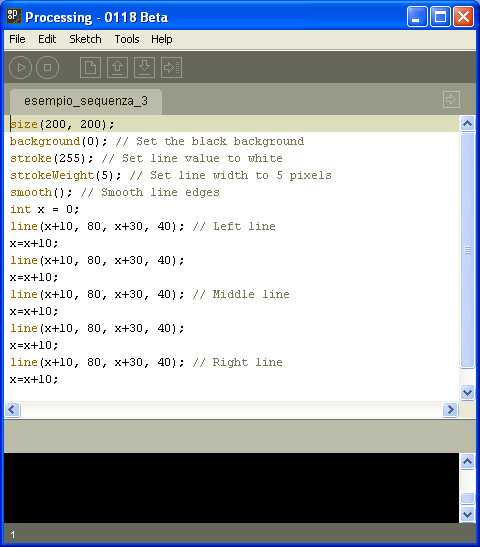 Processing - 0118 Beta
File Edit Sketch Tools Help
esempio_sequenza_3
size(200, 200);
background(0); // Set the black background
stroke(255); // Set line value to white
strokeWeight(5); // Set line width to 5 pixels
smooth(); // Smooth line edges
int x = 0;
line(x+10, 80, x+30, 40); // Left line
x=x+10;
line(x+10, 80, x+30, 40);
x=x+10;
line(x+10, 80, x+30, 40); // Middle line
x=x+10;
line(x+10, 80, x+30, 40);
x=x+10;
line(x+10, 80, x+30, 40); // Right line
x=x+10;
1